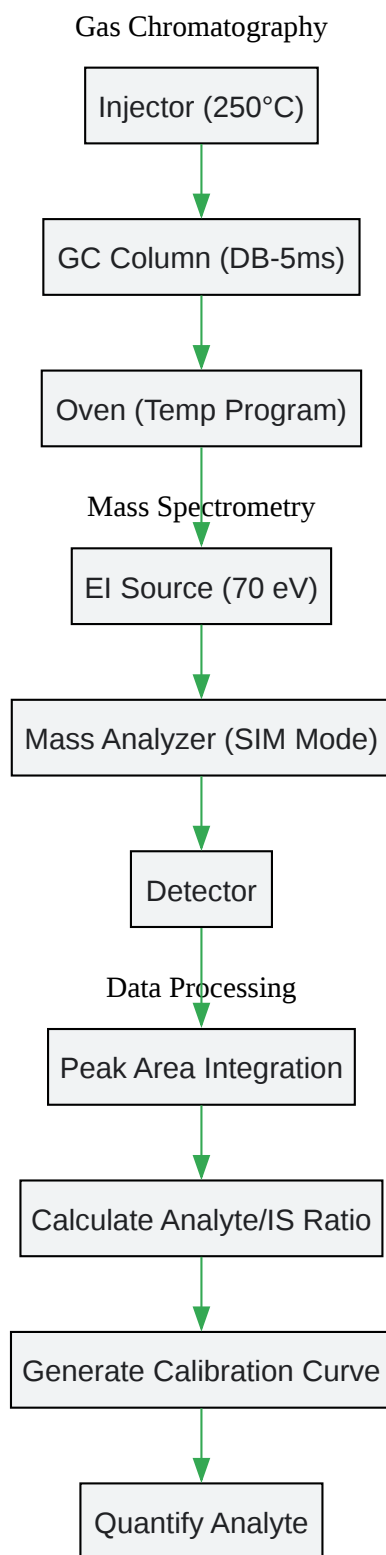 Gas Chromatography
Injector (250°C)
GC Column (DB-5ms)
Oven (Temp Program)
Mass Spectrometry
EI Source (70 eV)
Mass Analyzer (SIM Mode)
Detector
Data Processing
Peak Area Integration
Calculate Analyte/IS Ratio
Generate Calibration Curve
Quantify Analyte